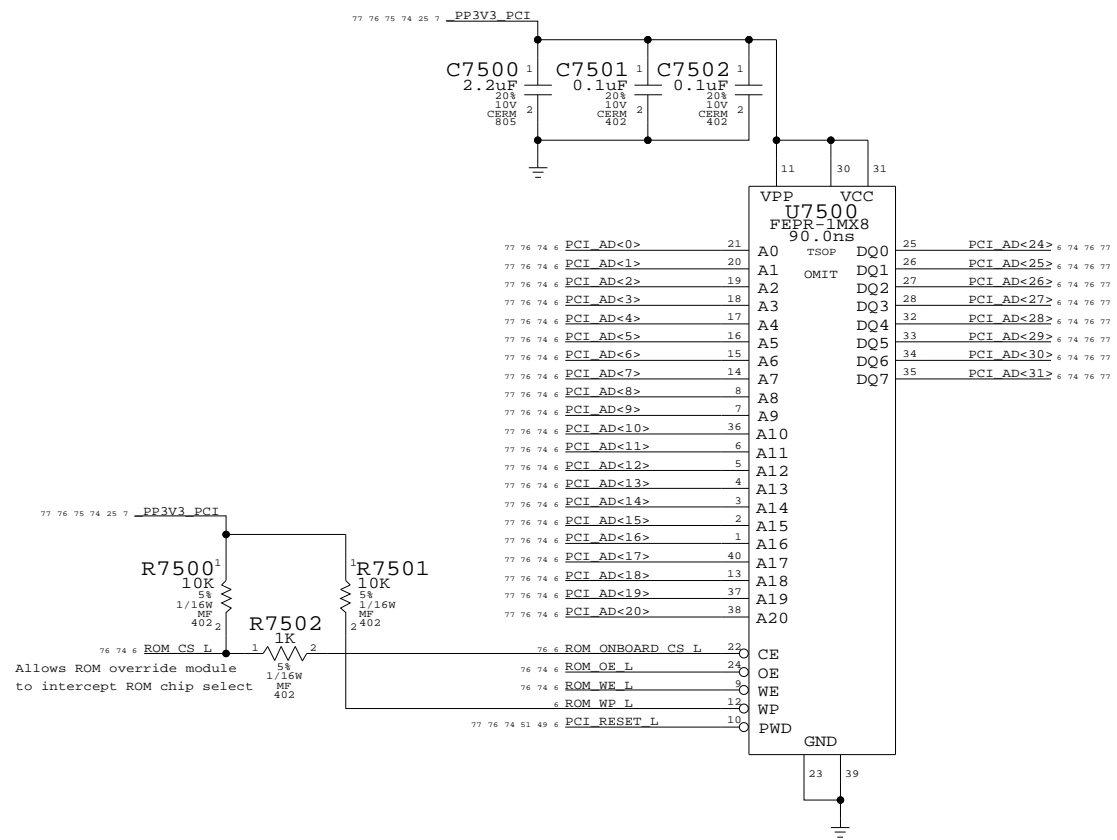 77 76 75 74 25 7 _PP3V3_PCI
C7500 1
2.2uF
20%
10V 2
CERM
805
C7501 1
0.1uF
20%
10V 2
CERM
402
C7502 1
0.1uF
20%
10V 2
CERM
402
11 30 31
VPP VCC
U7500
FEPR-1MX8
90.0ns
TSOP
OMIT
77 76 74 6 PCI_AD<0> 21 A0
77 76 74 6 PCI_AD<1> 20 A1
77 76 74 6 PCI_AD<2> 19 A2
77 76 74 6 PCI_AD<3> 18 A3
77 76 74 6 PCI_AD<4> 17 A4
77 76 74 6 PCI_AD<5> 16 A5
77 76 74 6 PCI_AD<6> 15 A6
77 76 74 6 PCI_AD<7> 14 A7
77 76 74 6 PCI_AD<8> 8 A8
77 76 74 6 PCI_AD<9> 7 A9
77 76 74 6 PCI_AD<10> 36 A10
77 76 74 6 PCI_AD<11> 6 A11
77 76 74 6 PCI_AD<12> 5 A12
77 76 74 6 PCI_AD<13> 4 A13
77 76 74 6 PCI_AD<14> 3 A14
77 76 74 6 PCI_AD<15> 2 A15
77 76 74 6 PCI_AD<16> 1 A16
77 76 74 6 PCI_AD<17> 40 A17
77 76 74 6 PCI_AD<18> 13 A18
77 76 74 6 PCI_AD<19> 37 A19
77 76 74 6 PCI_AD<20> 38 A20
DQ0 25 PCI_AD<24> 6 74 76 77
DQ1 26 PCI_AD<25> 6 74 76 77
DQ2 27 PCI_AD<26> 6 74 76 77
DQ3 28 PCI_AD<27> 6 74 76 77
DQ4 32 PCI_AD<28> 6 74 76 77
DQ5 33 PCI_AD<29> 6 74 76 77
DQ6 34 PCI_AD<30> 6 74 76 77
DQ7 35 PCI_AD<31> 6 74 76 77
77 76 75 74 25 7 _PP3V3_PCI
R7500 1
10K
5%
1/16W
MF
402 2
1 R7501
10K
5%
1/16W
MF
2 402
R7502
1 1K 2
5%
1/16W
MF
402
76 74 6 ROM_CS_L
Allows ROM override module
to intercept ROM chip select
76 6 ROM_ONBOARD_CS_L 22 CE
76 74 6 ROM_OE_L 24 OE
76 74 6 ROM_WE_L 9 WE
6 ROM_WP_L 12 WP
77 76 74 51 49 6 PCI_RESET_L 10 PWD
GND
23 39